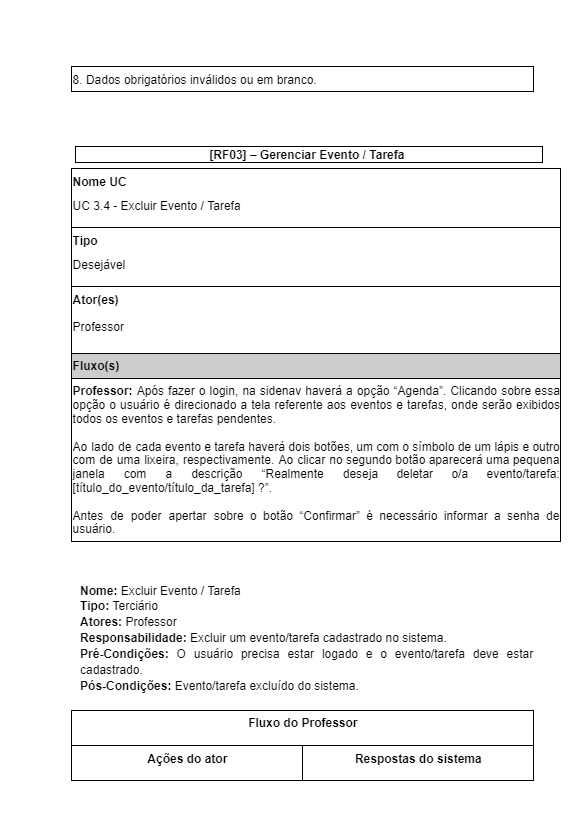 8. Dados obrigatórios inválidos ou em branco.
[RF03] – Gerenciar Evento / Tarefa
Nome UC
UC 3.4 - Excluir Evento / Tarefa
Tipo
Desejável
Ator(es)
Professor
Fluxo(s)
Professor: Após fazer o login, na sidenav haverá a opção “Agenda”. Clicando sobre essa
opção o usuário é direcionado a tela referente aos eventos e tarefas, onde serão exibidos
todos os eventos e tarefas pendentes.
Ao lado de cada evento e tarefa haverá dois botões, um com o símbolo de um lápis e outro
com de uma lixeira, respectivamente. Ao clicar no segundo botão aparecerá uma pequena
janela com a descrição “Realmente deseja deletar o/a evento/tarefa:
[título_do_evento/título_da_tarefa] ?”.
Antes de poder apertar sobre o botão “Confirmar” é necessário informar a senha de
usuário.
Nome: Excluir Evento / Tarefa
Tipo: Terciário
Atores: Professor
Responsabilidade: Excluir um evento/tarefa cadastrado no sistema.
Pré-Condições: O usuário precisa estar logado e o evento/tarefa deve estar
cadastrado.
Pós-Condições: Evento/tarefa excluído do sistema.
Fluxo do Professor
Ações do ator
Respostas do sistema